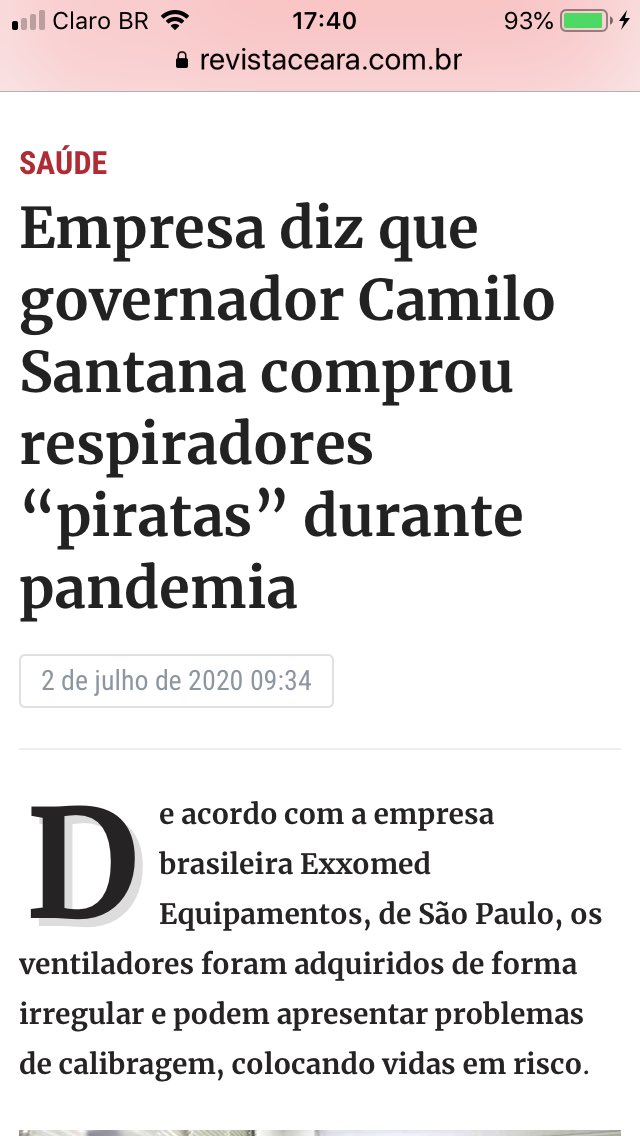 Claro BR 17:40 93%
revistaceara.com.br
SAÚDE
Empresa diz que
governador Camilo
Santana comprou
respiradores
“piratas” durante
pandemia
2 de julho de 2020 09:34
De acordo com a empresa
brasileira Exxomed
Equipamentos, de São Paulo, os
ventiladores foram adquiridos de forma
irregular e podem apresentar problemas
de calibragem, colocando vidas em risco.